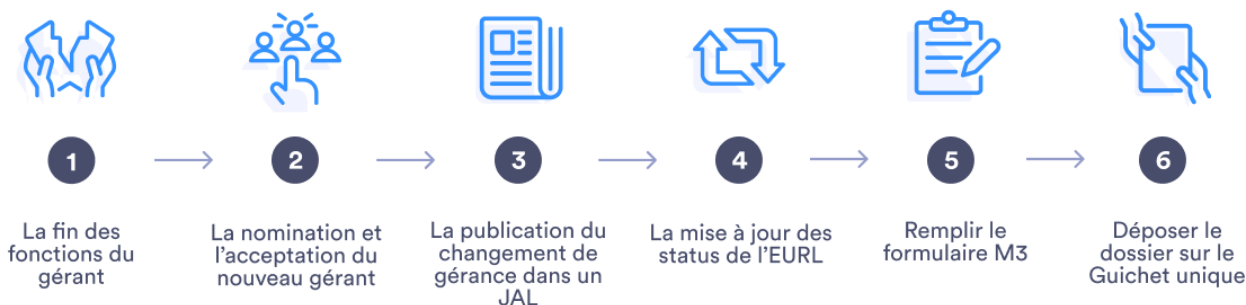 1
2
3
4
5
6
La fin des
fonctions du
gérant
La nomination et
l'acceptation du
nouveau gérant
La publication du
changement de
gérance dans un
JAL
La mise à jour des
status de l'EURL
Remplir le
formulaire M3
Déposer le
dossier sur le
Guichet unique